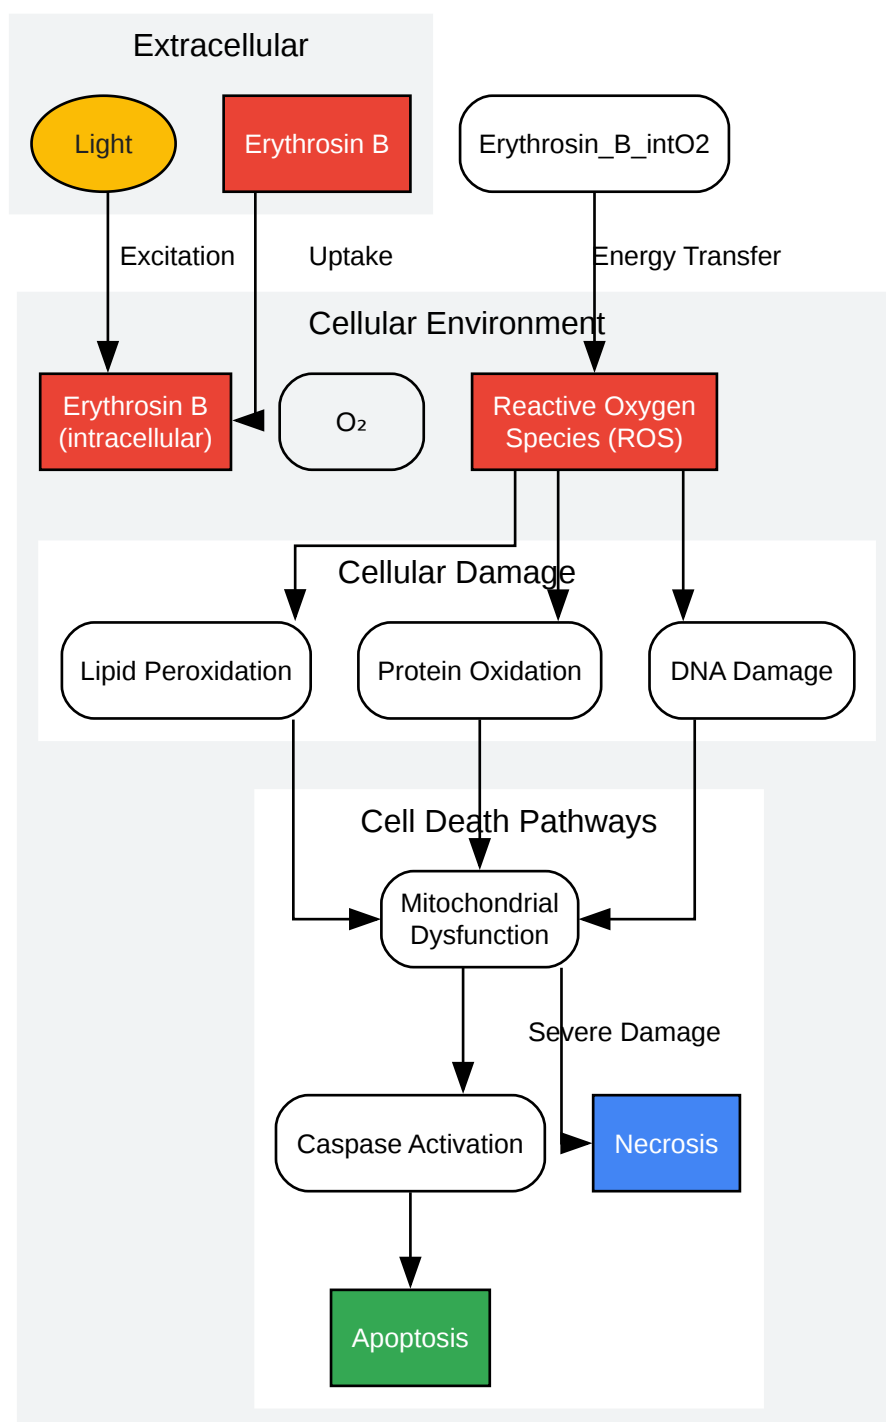 Extracellular
Light
Erythrosin B
Erythrosin_B_intO2
Excitation
Uptake
Energy Transfer
Cellular Environment
Erythrosin B
(intracellular)
O₂
Reactive Oxygen
Species (ROS)
Cellular Damage
Lipid Peroxidation
Protein Oxidation
DNA Damage
Cell Death Pathways
Mitochondrial
Dysfunction
Severe Damage
Caspase Activation
Necrosis
Apoptosis